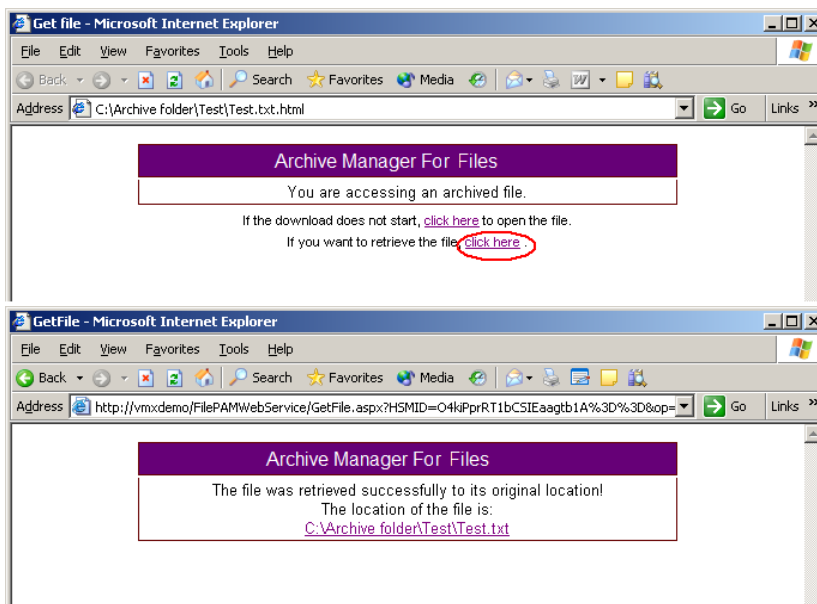 Get file - Microsoft Internet Explorer
File Edit View Favorites Tools Help
Back Search Favorites Media W
Address C:\Archive folder\Test\Test.txt.html Go Links »
Archive Manager For Files
You are accessing an archived file.
If the download does not start, click here to open the file.
If you want to retrieve the file, click here .
GetFile - Microsoft Internet Explorer
File Edit View Favorites Tools Help
Back Search Favorites Media
Address http://vmxdemo/FilePAMWebService/GetFile.aspx?HSMID=O4kiPprRT1bCSIEaagtb1A%3D%3D&op= Go Links »
Archive Manager For Files
The file was retrieved successfully to its original location!
The location of the file is:
C:\Archive folder\Test\Test.txt